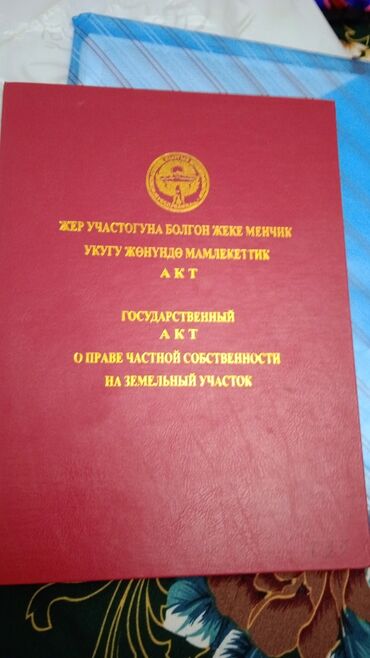 ЖЕР УЧАСТОГУНА БОЛГОН ЖЕКЕ МЕНЧИК
УКУГУ ЖӨНҮНДӨ МАМЛЕКЕТТИК
АКТ
ГОСУДАРСТВЕННЫЙ
АКТ
О ПРАВЕ ЧАСТНОЙ СОБСТВЕННОСТИ
НА ЗЕМЕЛЬНЫЙ УЧАСТОК